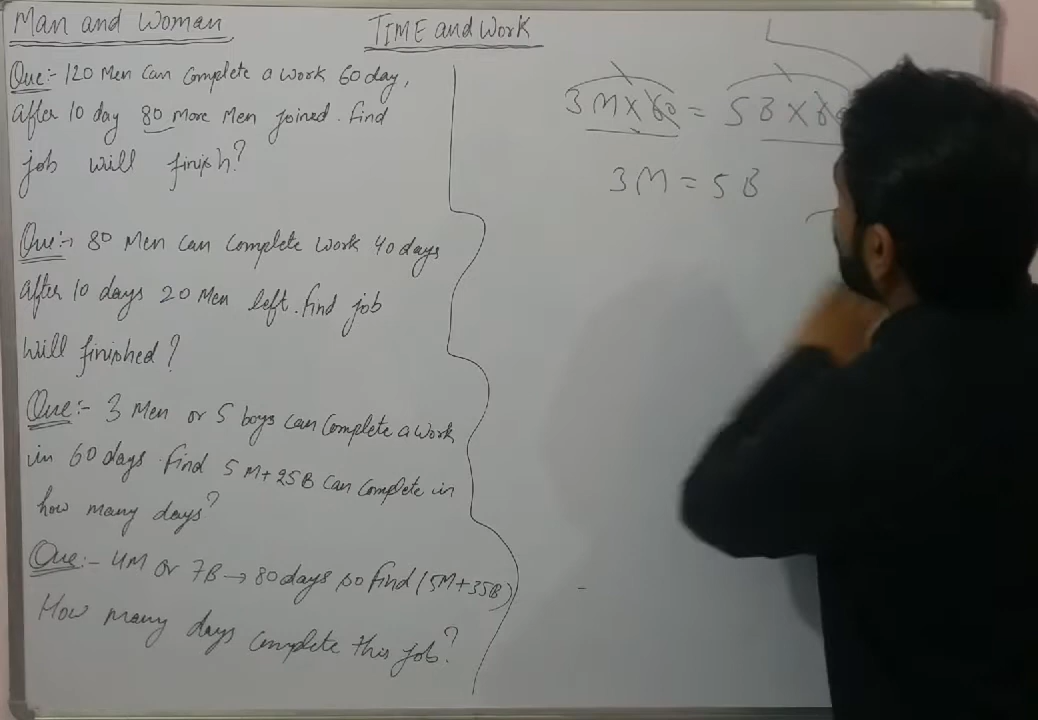 Man and Woman
TIME and Work
Que:- 120 Men Can Complete a Work 60 day,
After 10 day 80 More Men joined. find
job will finish?
Que:- 80 Men Can Complete Work 40 days
After 10 days 20 Men left. find job
will finished?
Que:- 3 Men or 5 boys can Complete a work
in 60 days. find 5 M+25B can Complete in
how many days?
Que:- 4M or 7B → 80 days so find (5M+35B)
How many days complete this job?
3M×60 = 5B×
3M = 5B